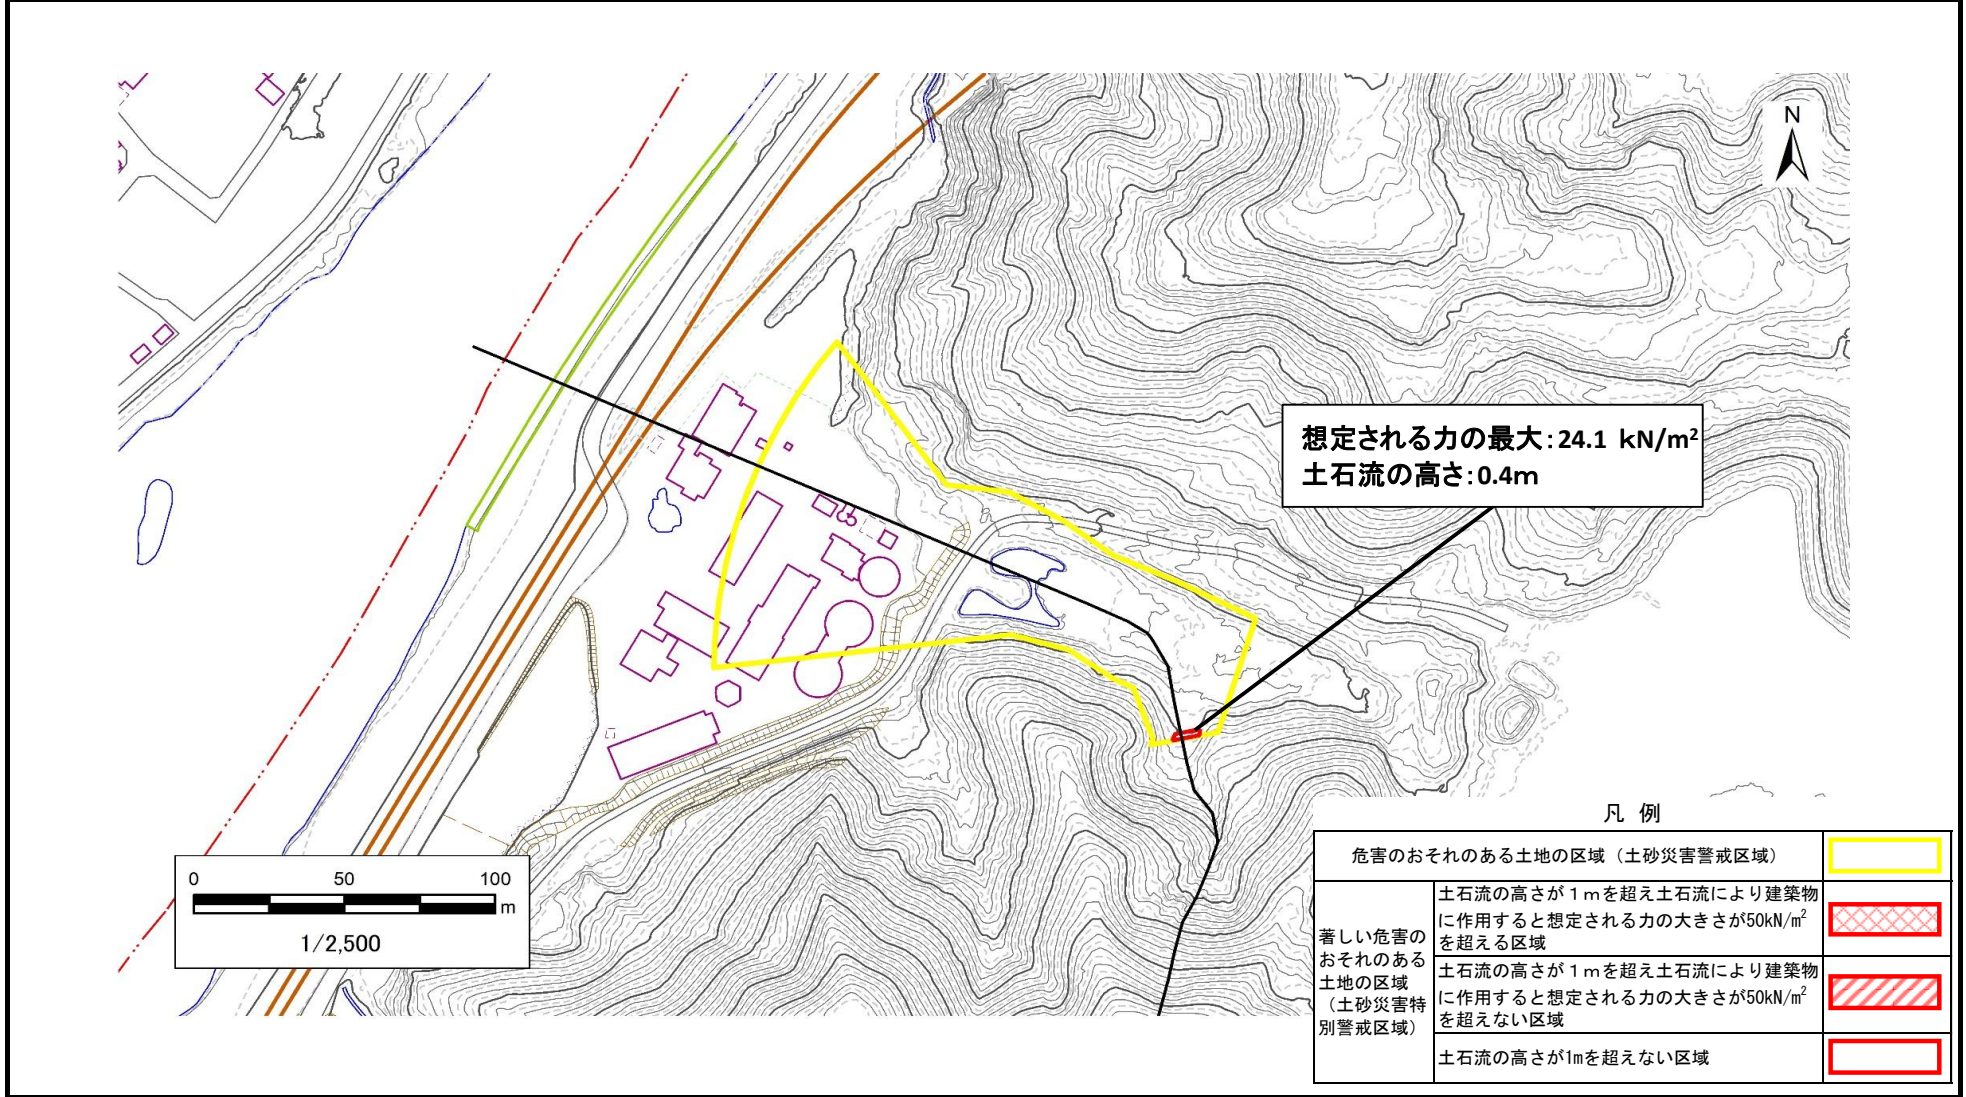 N
想定される力の最大:24.1 kN/m²
土石流の高さ:0.4m
0 50 100
m
1/2,500
凡 例
危害のおそれのある土地の区域(土砂災害警戒区域)
著しい危害の
おそれのある
土地の区域
(土砂災害特
別警戒区域)
土石流の高さが1mを超え土石流により建築物
に作用すると想定される力の大きさが50kN/㎡
を超える区域
土石流の高さが1mを超え土石流により建築物
に作用すると想定される力の大きさが50kN/㎡
を超えない区域
土石流の高さが1mを超えない区域